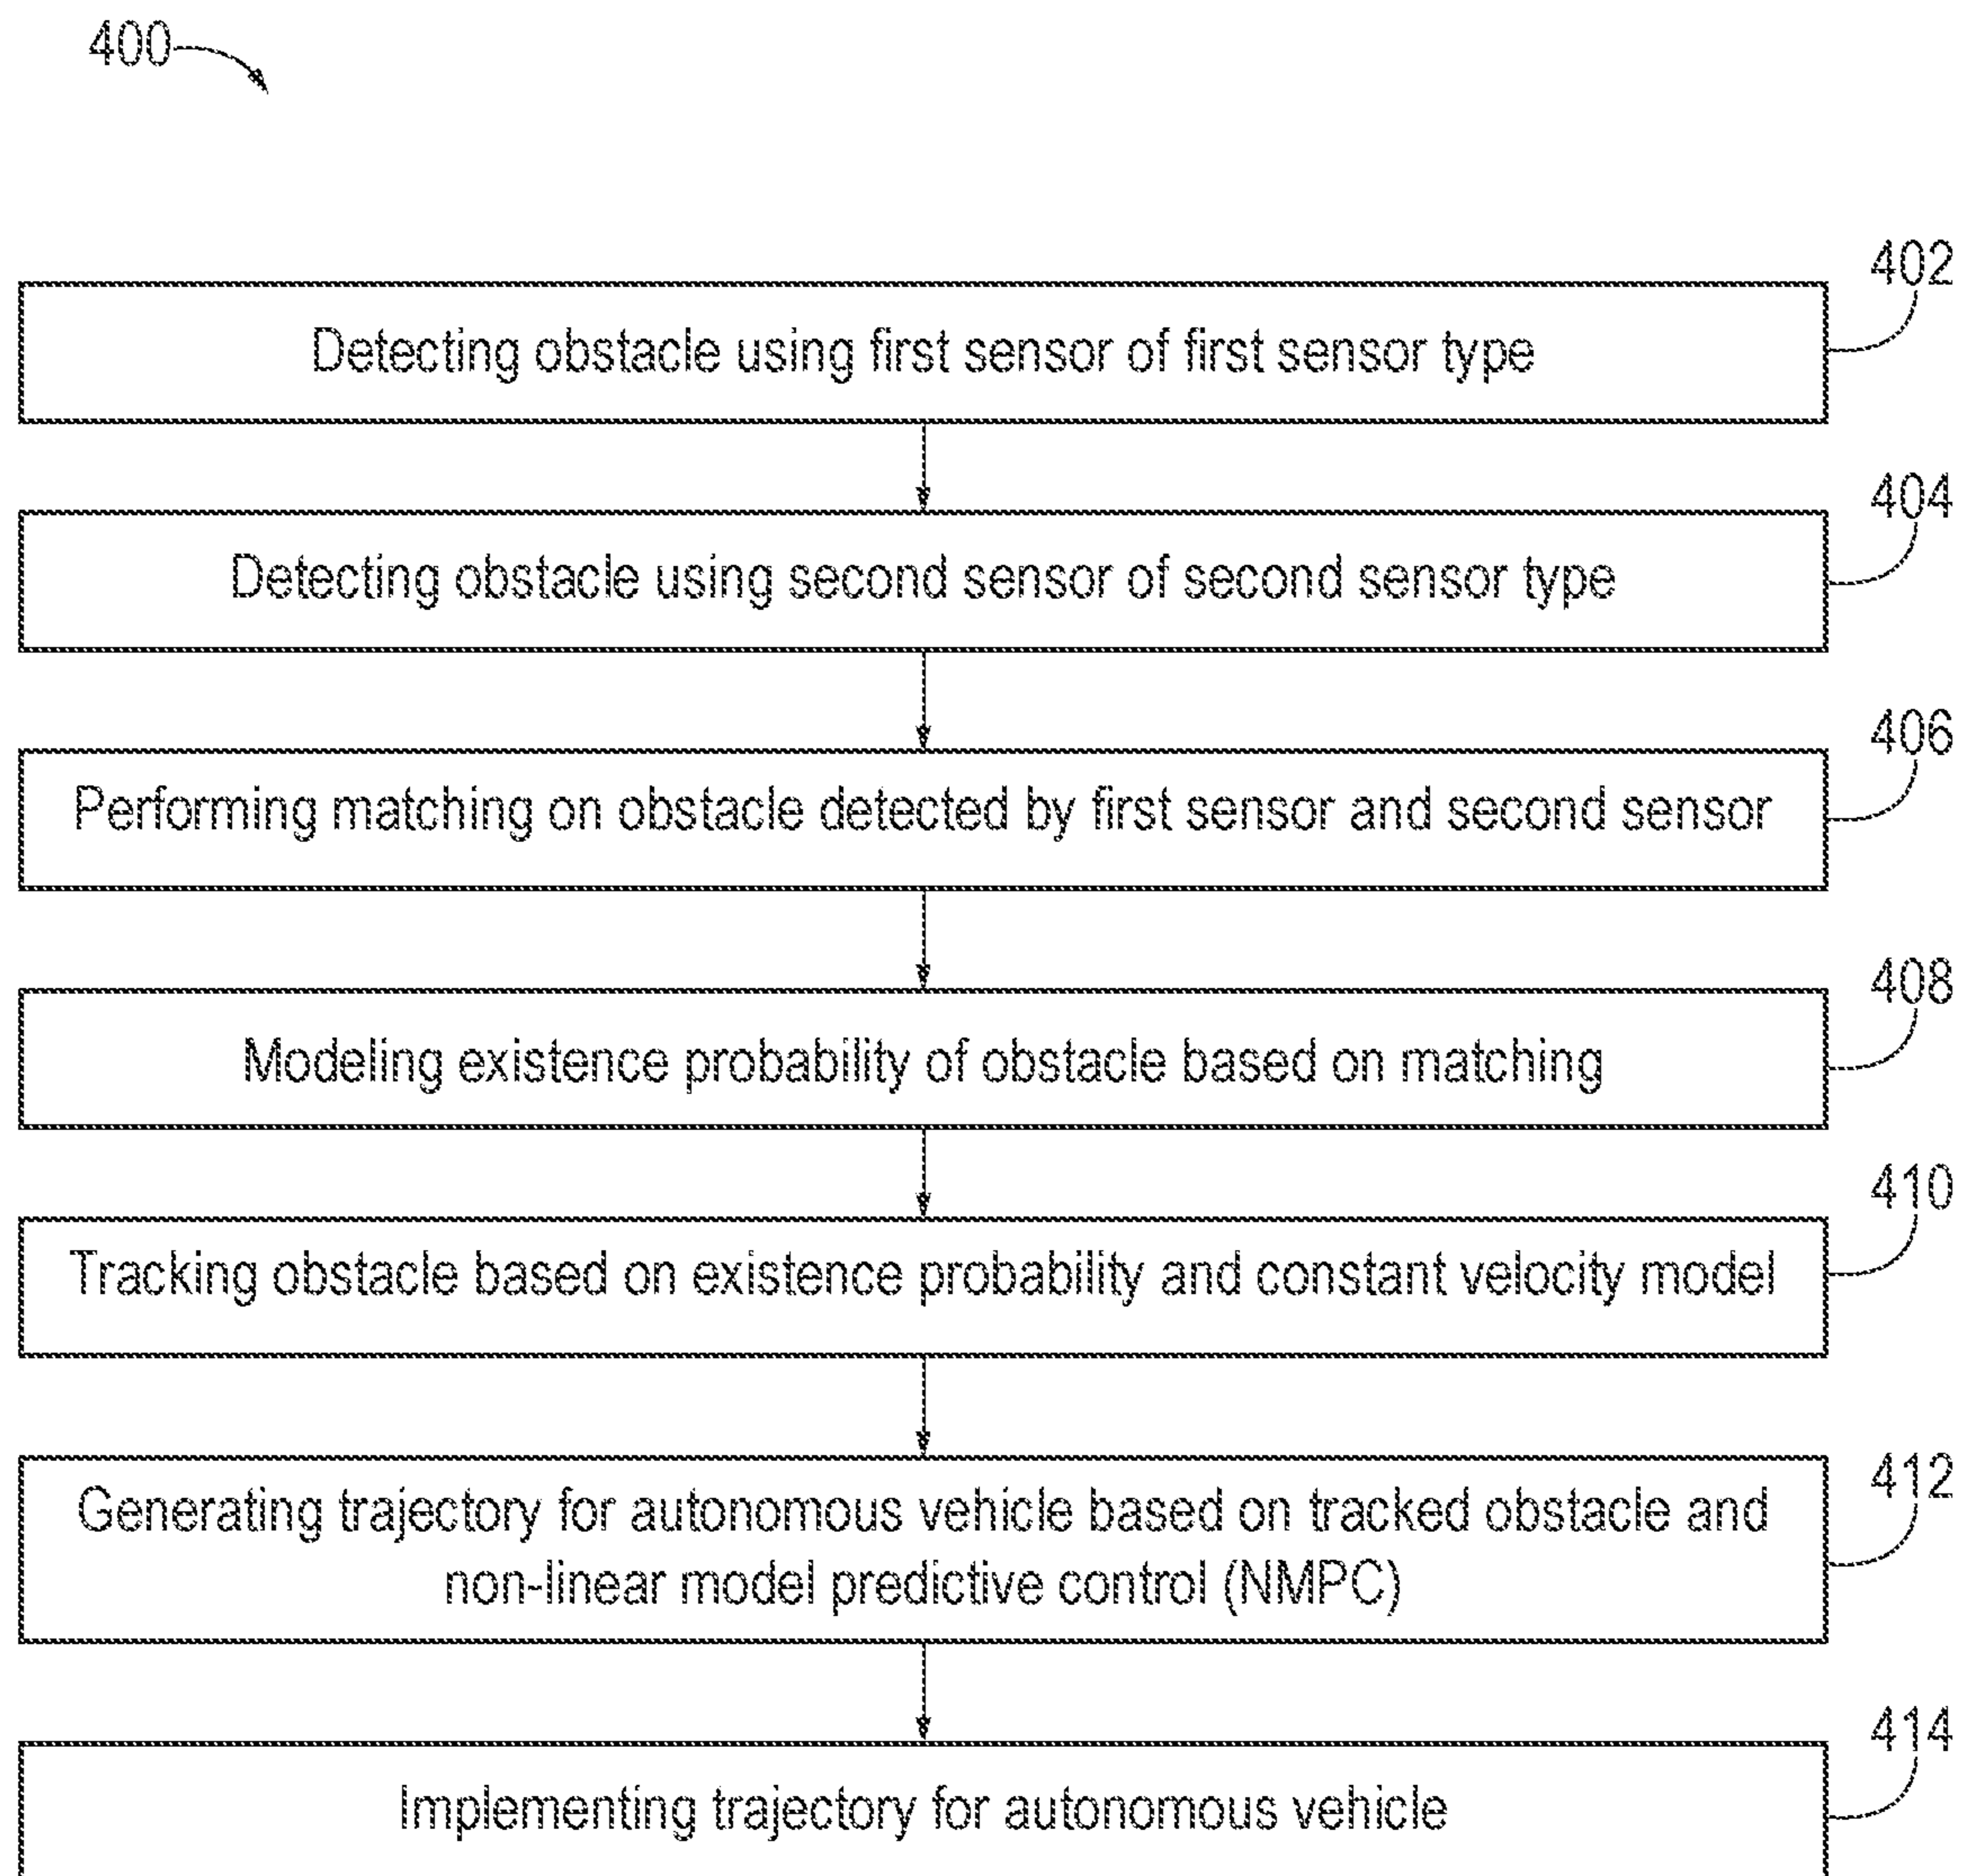 400
402
Detecting obstacle using first sensor of first sensor type
404
Detecting obstacle using second sensor of second sensor type
406
Performing matching on obstacle detected by first sensor and second sensor
408
Modeling existence probability of obstacle based on matching
410
Tracking obstacle based on existence probability and constant velocity model
412
Generating trajectory for autonomous vehicle based on tracked obstacle and
non-linear model predictive control (NMPC)
414
Implementing trajectory for autonomous vehicle